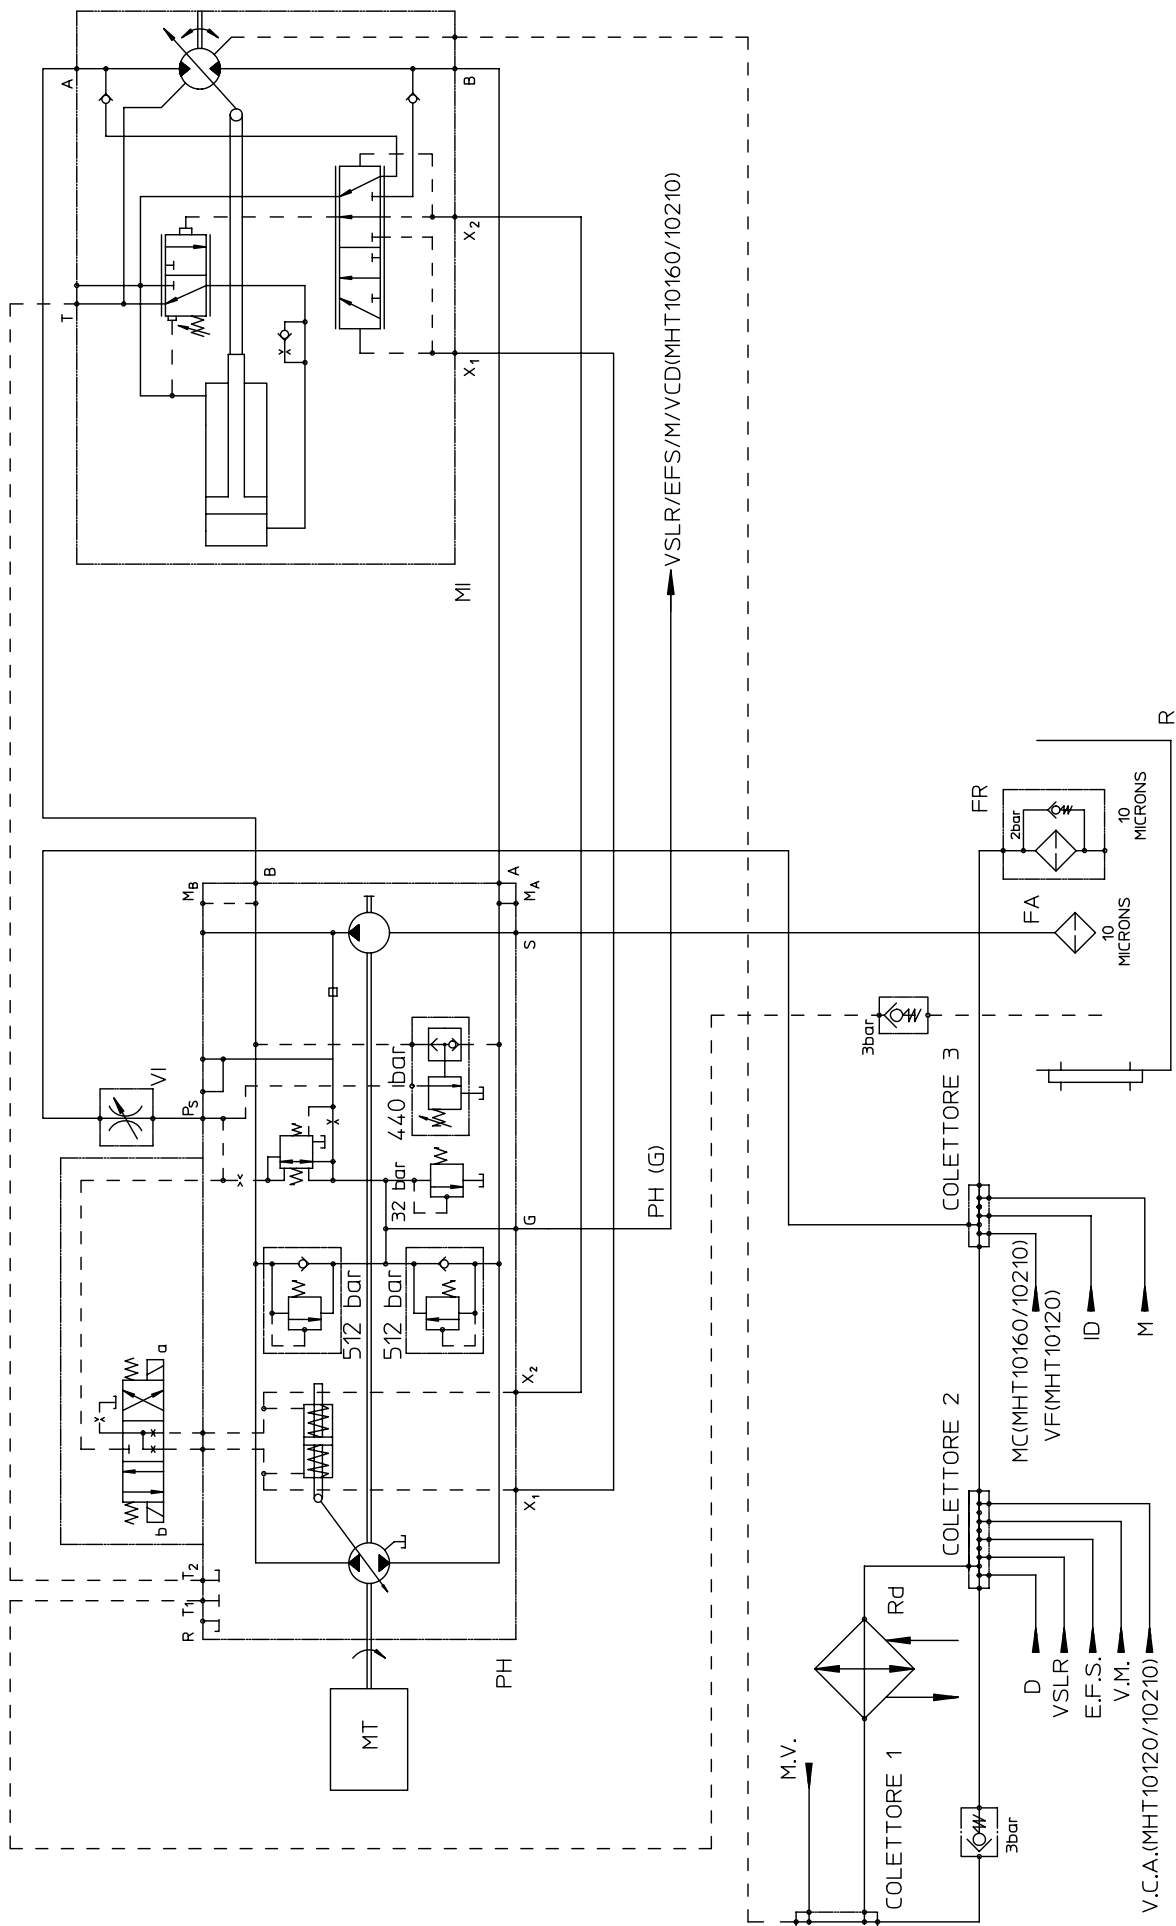 A
B
T
X2
X1
MI
VSLR/EFS/M/VCD(MHT10160/10210)
MB
B
A
MA
S
VI
PS
440 bar
32 bar
G
PH (G)
512 bar
512 bar
a
b
X2
X1
T2
T1
R
PH
MT
FR
2bar
10
MICRONS
R
FA
10
MICRONS
3bar
COLETTORE 3
MC(MHT10160/10210)
VF(MHT10120)
ID
M
COLETTORE 2
Rd
D
VSLR
E.F.S.
V.M.
V.C.A.(MHT10120/10210)
M.V.
COLETTORE 1
3bar